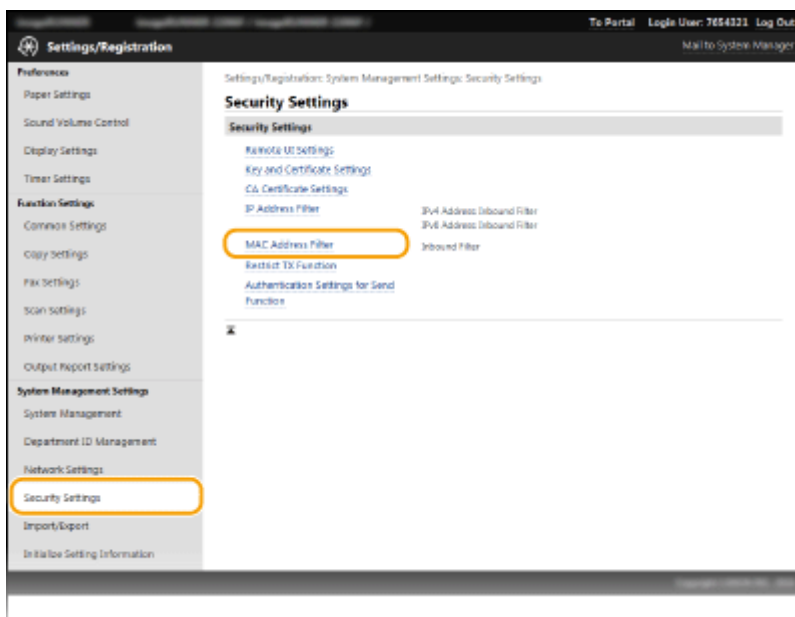 To Portal Login User: 7654321 Log Out
Settings/Registration
Mail to System Manager
Preferences
Paper Settings
Sound Volume Control
Display Settings
Timer Settings
Function Settings
Common Settings
Copy Settings
Fax Settings
Scan Settings
Printer Settings
Output Report Settings
System Management Settings
System Management
Department ID Management
Network Settings
Security Settings
Import/Export
Initialize Setting Information
Settings/Registration: System Management Settings: Security Settings
Security Settings
Security Settings
Remote UI Settings
Key and Certificate Settings
CA Certificate Settings
IP Address Filter
IPv4 Address Inbound Filter
IPv6 Address Inbound Filter
MAC Address Filter
Inbound Filter
Restrict TX Function
Authentication Settings for Send
Function